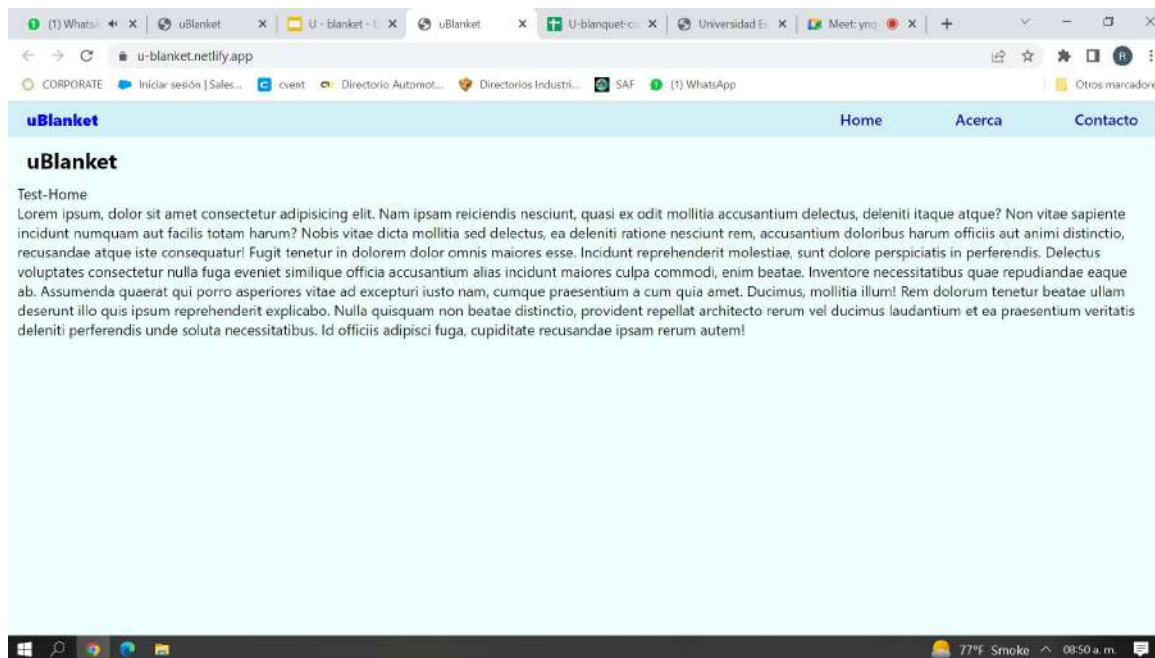 (1) Whats
uBlanket
U - blanket -
uBlanket
U-blanquet-co
Universidad E
Meet: ynq
u-blanket.netlify.app
R
CORPORATE
Iniciar sesión | Sales...
cvent
Directorio Automot...
Directorios Industri...
SAF
(1) WhatsApp
Otros marcadore
uBlanket
Home
Acerca
Contacto
uBlanket
Test-Home
Lorem ipsum, dolor sit amet consectetur adipisicing elit. Nam ipsam reiciendis nesciunt, quasi ex odit mollitia accusantium delectus, deleniti itaque atque? Non vitae sapiente
incidunt numquam aut facilis totam harum? Nobis vitae dicta mollitia sed delectus, ea deleniti ratione nesciunt rem, accusantium doloribus harum officiis aut animi distinctio,
recusandae atque iste consequatur! Fugit tenetur in dolorem dolor omnis maiores esse. Incidunt reprehenderit molestiae, sunt dolore perspiciatis in perferendis. Delectus
voluptates consectetur nulla fuga eveniet similique officia accusantium alias incidunt maiores culpa commodi, enim beatae. Inventore necessitatibus quae repudiandae eaque
ab. Assumenda quaerat qui porro asperiores vitae ad excepturi iusto nam, cumque praesentium a cum quia amet. Ducimus, mollitia illum! Rem dolorum tenetur beatae ullam
deserunt illo quis ipsum reprehenderit explicabo. Nulla quisquam non beatae distinctio, provident repellat architecto rerum vel ducimus laudantium et ea praesentium veritatis
deleniti perferendis unde soluta necessitatibus. Id officiis adipisci fuga, cupiditate recusandae ipsam rerum autem!
77°F Smoke
08:50 a. m.